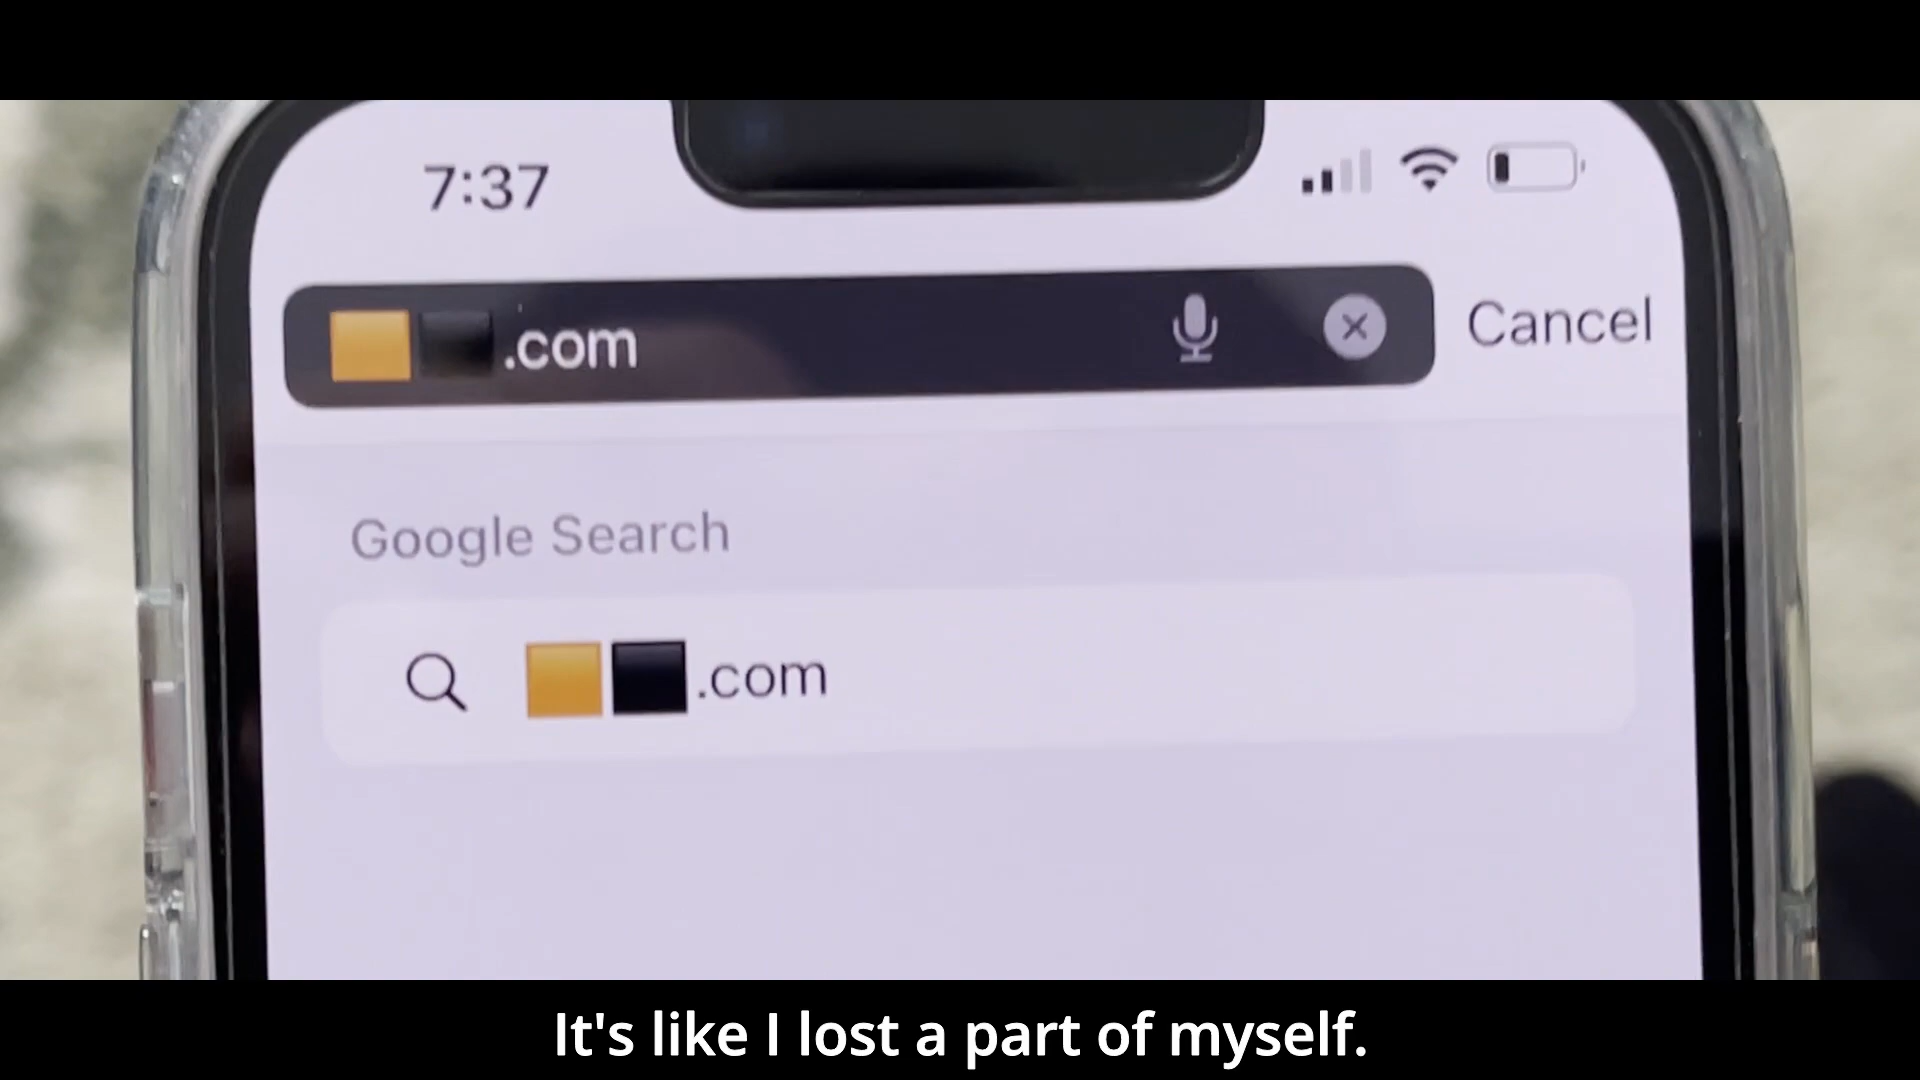 7:37
🟧⬛.com
Cancel
Google Search
🟧⬛.com
It's like I lost a part of myself.